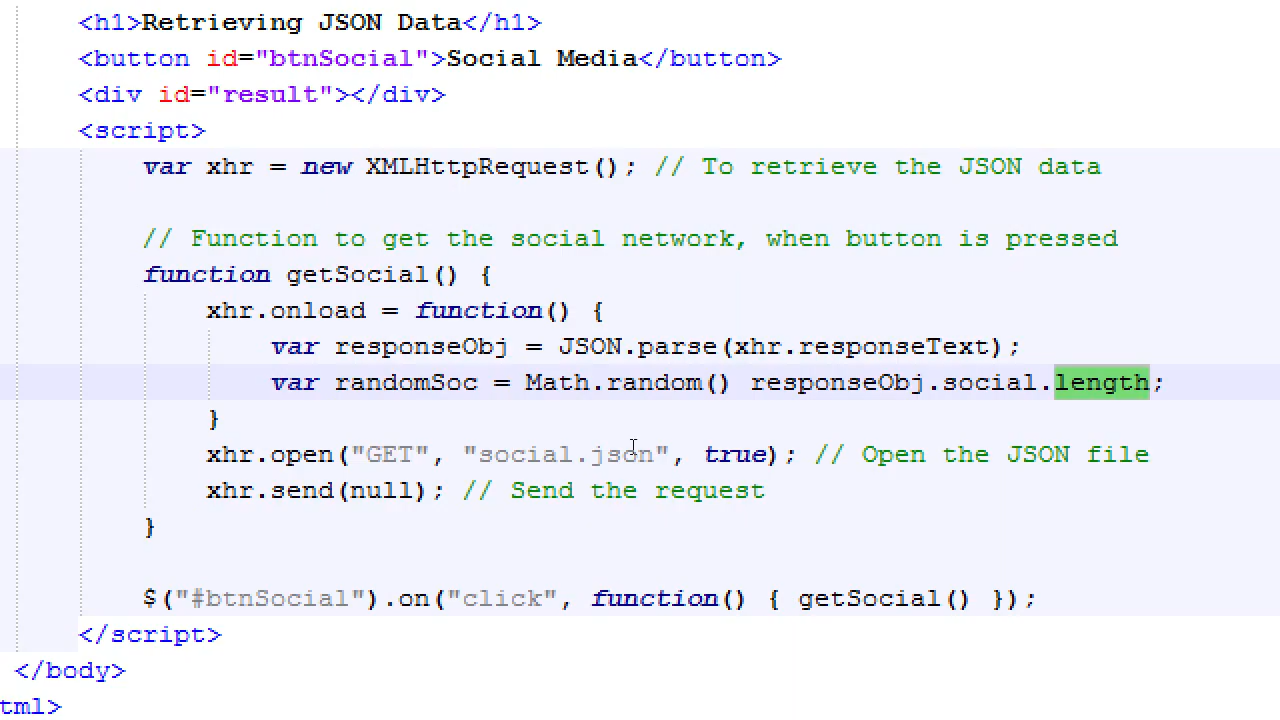 <h1>Retrieving JSON Data</h1>
<button id="btnSocial">Social Media</button>
<div id="result"></div>
<script>
var xhr = new XMLHttpRequest(); // To retrieve the JSON data
// Function to get the social network, when button is pressed
function getSocial() {
xhr.onload = function() {
var responseObj = JSON.parse(xhr.responseText);
var randomSoc = Math.random() responseObj.social.length;
}
xhr.open("GET", "social.json", true); // Open the JSON file
xhr.send(null); // Send the request
}
$("#btnSocial").on("click", function() { getSocial() });
</script>
</body>
tml>